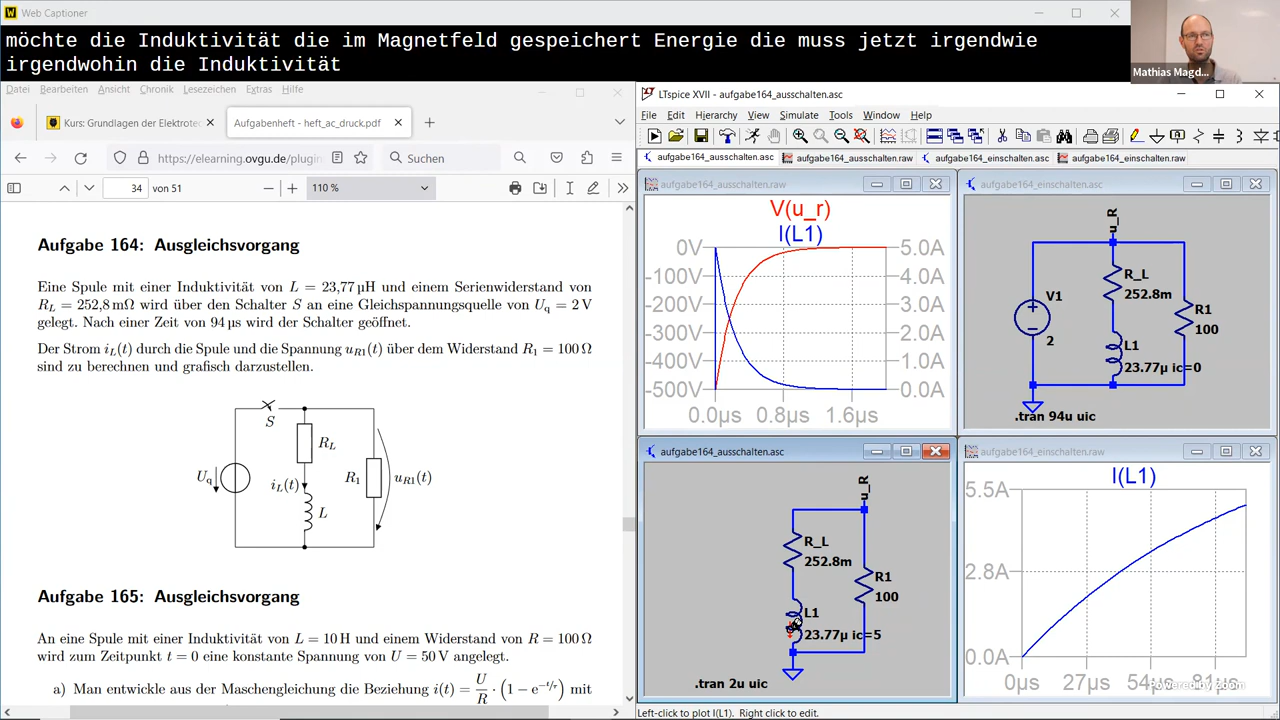 Web Captioner
möchte die Induktivität die im Magnetfeld gespeichert Energie die muss jetzt irgendwie
irgendwohin die Induktivität
Mathias Magd...
Datei Bearbeiten Ansicht Chronik Lesezeichen Extras Hilfe
Kurs: Grundlagen der Elektrote
Aufgabenheft - heft_ac_druck.pdf
https://elearning.ovgu.de/plugin
Suchen
34 von 51
110 %
Aufgabe 164: Ausgleichsvorgang
Eine Spule mit einer Induktivität von L = 23,77 µH und einem Serienwiderstand von
R_L = 252,8 mΩ wird über den Schalter S an eine Gleichspannungsquelle von U_q = 2 V
gelegt. Nach einer Zeit von 94 µs wird der Schalter geöffnet.
Der Strom i_L(t) durch die Spule und die Spannung u_R1(t) über dem Widerstand R_1 = 100 Ω
sind zu berechnen und grafisch darzustellen.
S
R_L
U_q
i_L(t)
R_1
u_R1(t)
L
Aufgabe 165: Ausgleichsvorgang
An eine Spule mit einer Induktivität von L = 10 H und einem Widerstand von R = 100 Ω
wird zum Zeitpunkt t = 0 eine konstante Spannung von U = 50 V angelegt.
a) Man entwickle aus der Maschengleichung die Beziehung i(t) = U/R · (1 − e^−t/τ) mit
LTspice XVII - aufgabe164_ausschalten.asc
File Edit Hierarchy View Simulate Tools Window Help
aufgabe164_ausschalten.asc
aufgabe164_ausschalten.raw
aufgabe164_einschalten.asc
aufgabe164_einschalten.raw
aufgabe164_ausschalten.raw
V(u_r)
I(L1)
0V 5.0A
-100V 4.0A
-200V 3.0A
-300V 2.0A
-400V 1.0A
-500V 0.0A
0.0µs 0.8µs 1.6µs
aufgabe164_einschalten.asc
u_R
R_L
252.8m
V1
2
R1
100
L1
23.77µ ic=0
.tran 94u uic
aufgabe164_ausschalten.asc
u_R
R_L
252.8m
R1
100
L1
23.77µ ic=5
.tran 2u uic
aufgabe164_einschalten.raw
I(L1)
5.5A
2.8A
0.0A
0µs 27µs 54µs 81µs
Powered by Zoom
Left-click to plot I(L1). Right click to edit.